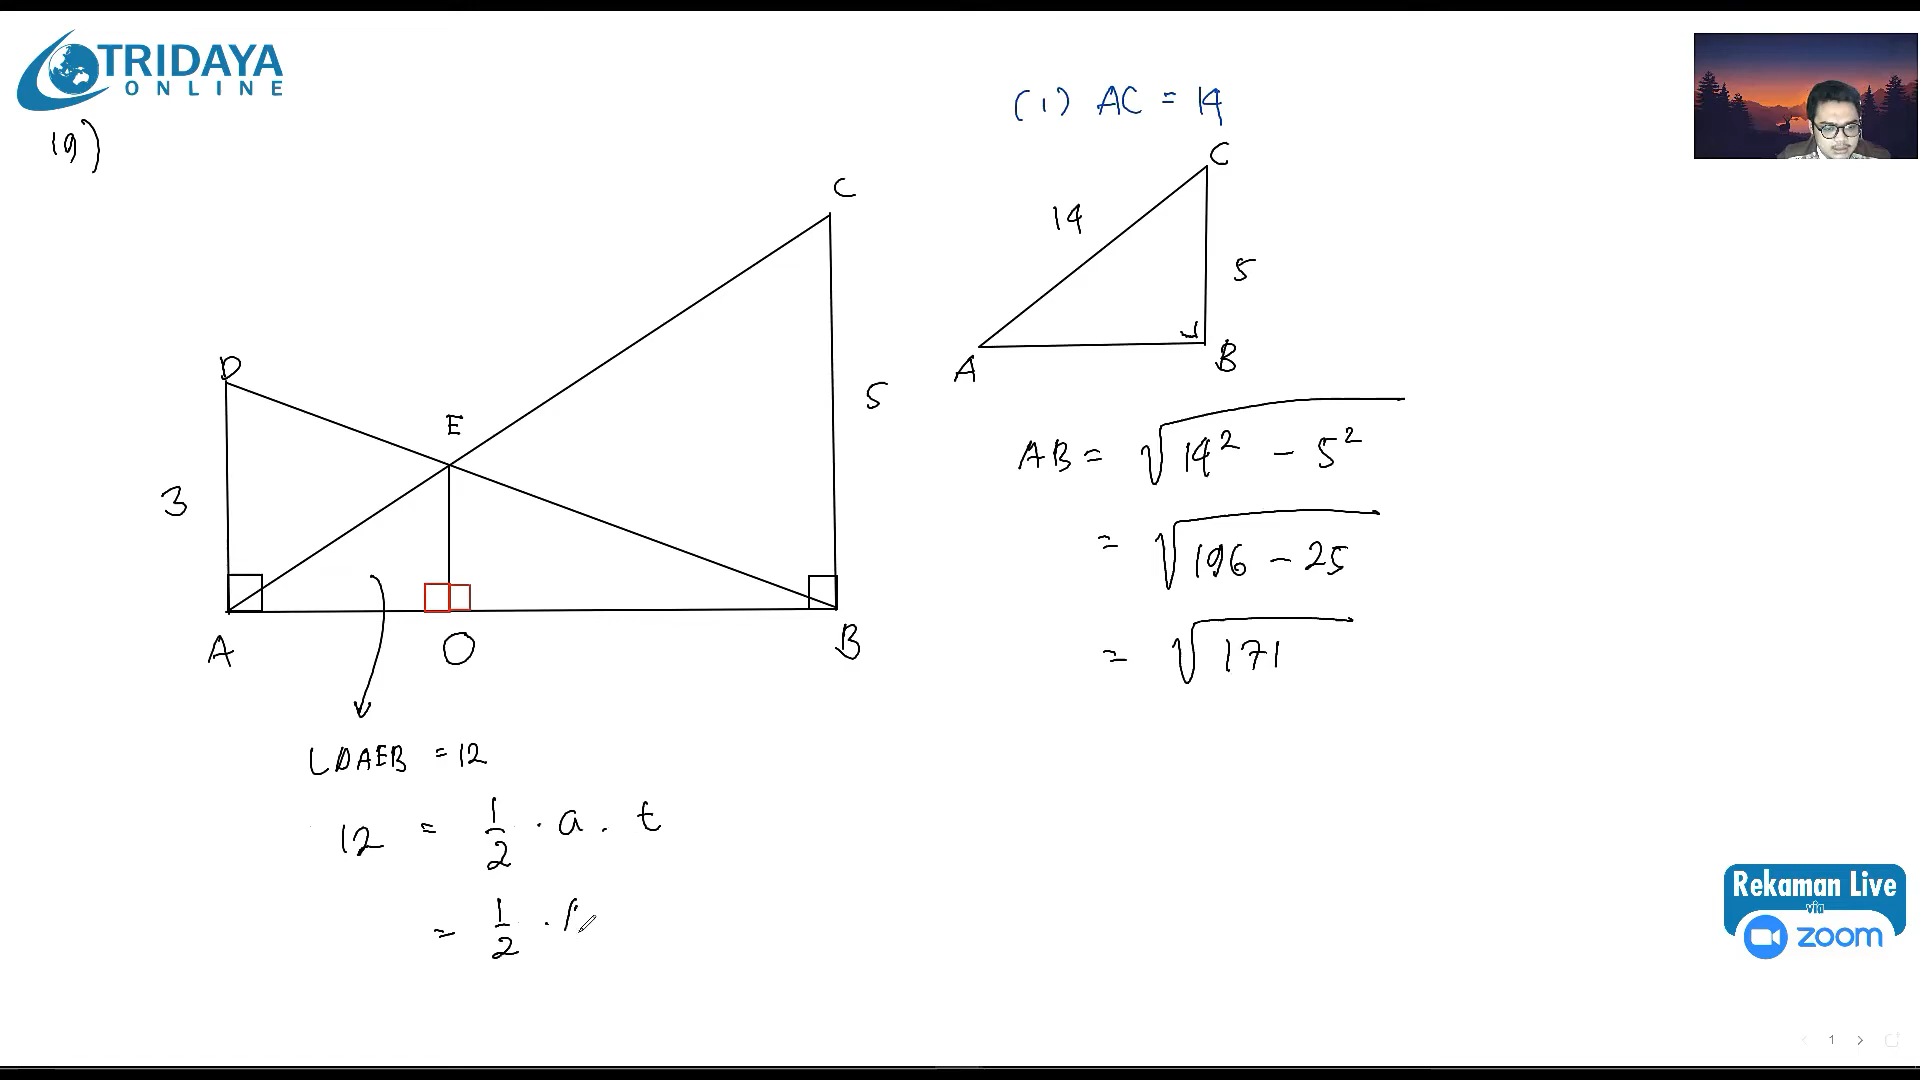 TRIDAYA
ONLINE
19)
(1) AC = 14
C
14
5
A
B
C
D
E
5
3
A
O
B
AB = √14² - 5²
= √196 - 25
= √171
L∆AEB = 12
12 = 1/2 . a . t
= 1/2 .
Rekaman Live
via
zoom
1